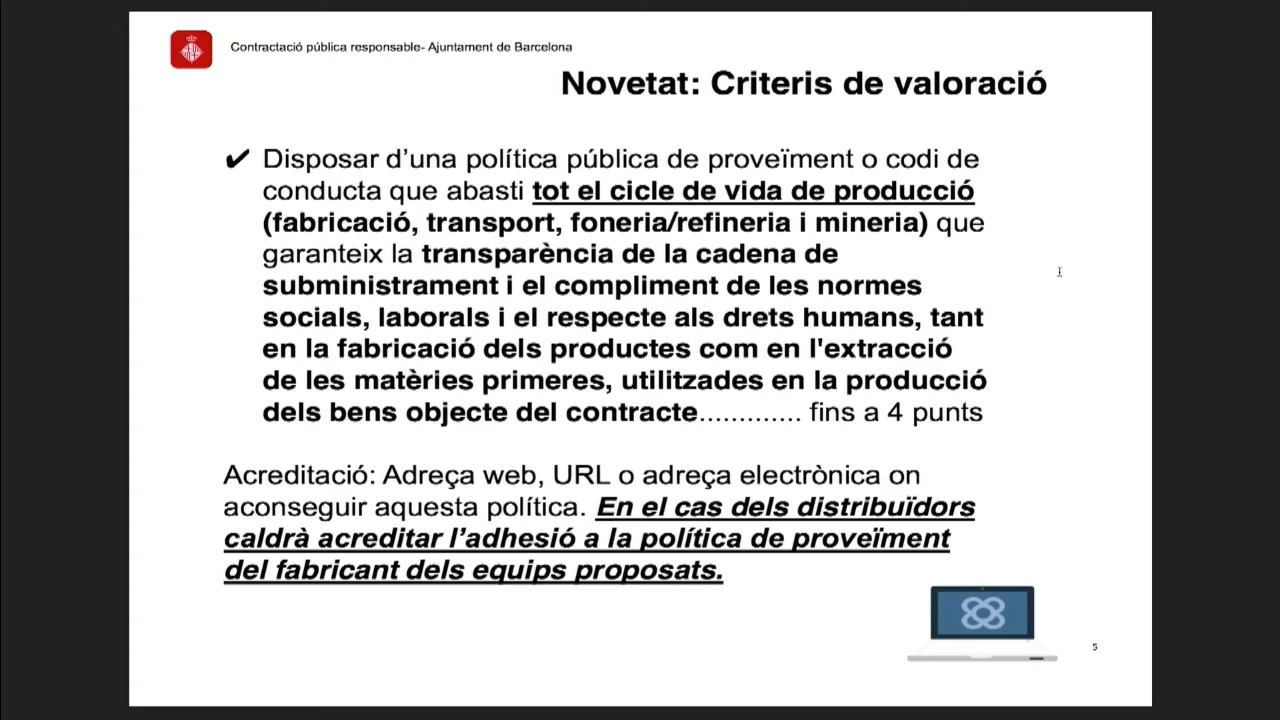 Contractació pública responsable- Ajuntament de Barcelona
Novetat: Criteris de valoració
✔ Disposar d’una política pública de proveïment o codi de
conducta que abasti tot el cicle de vida de producció
(fabricació, transport, foneria/refineria i mineria) que
garanteix la transparència de la cadena de
subministrament i el compliment de les normes
socials, laborals i el respecte als drets humans, tant
en la fabricació dels productes com en l'extracció
de les matèries primeres, utilitzades en la producció
dels bens objecte del contracte............. fins a 4 punts
Acreditació: Adreça web, URL o adreça electrònica on
aconseguir aquesta política. En el cas dels distribuïdors
caldrà acreditar l’adhesió a la política de proveïment
del fabricant dels equips proposats.
5